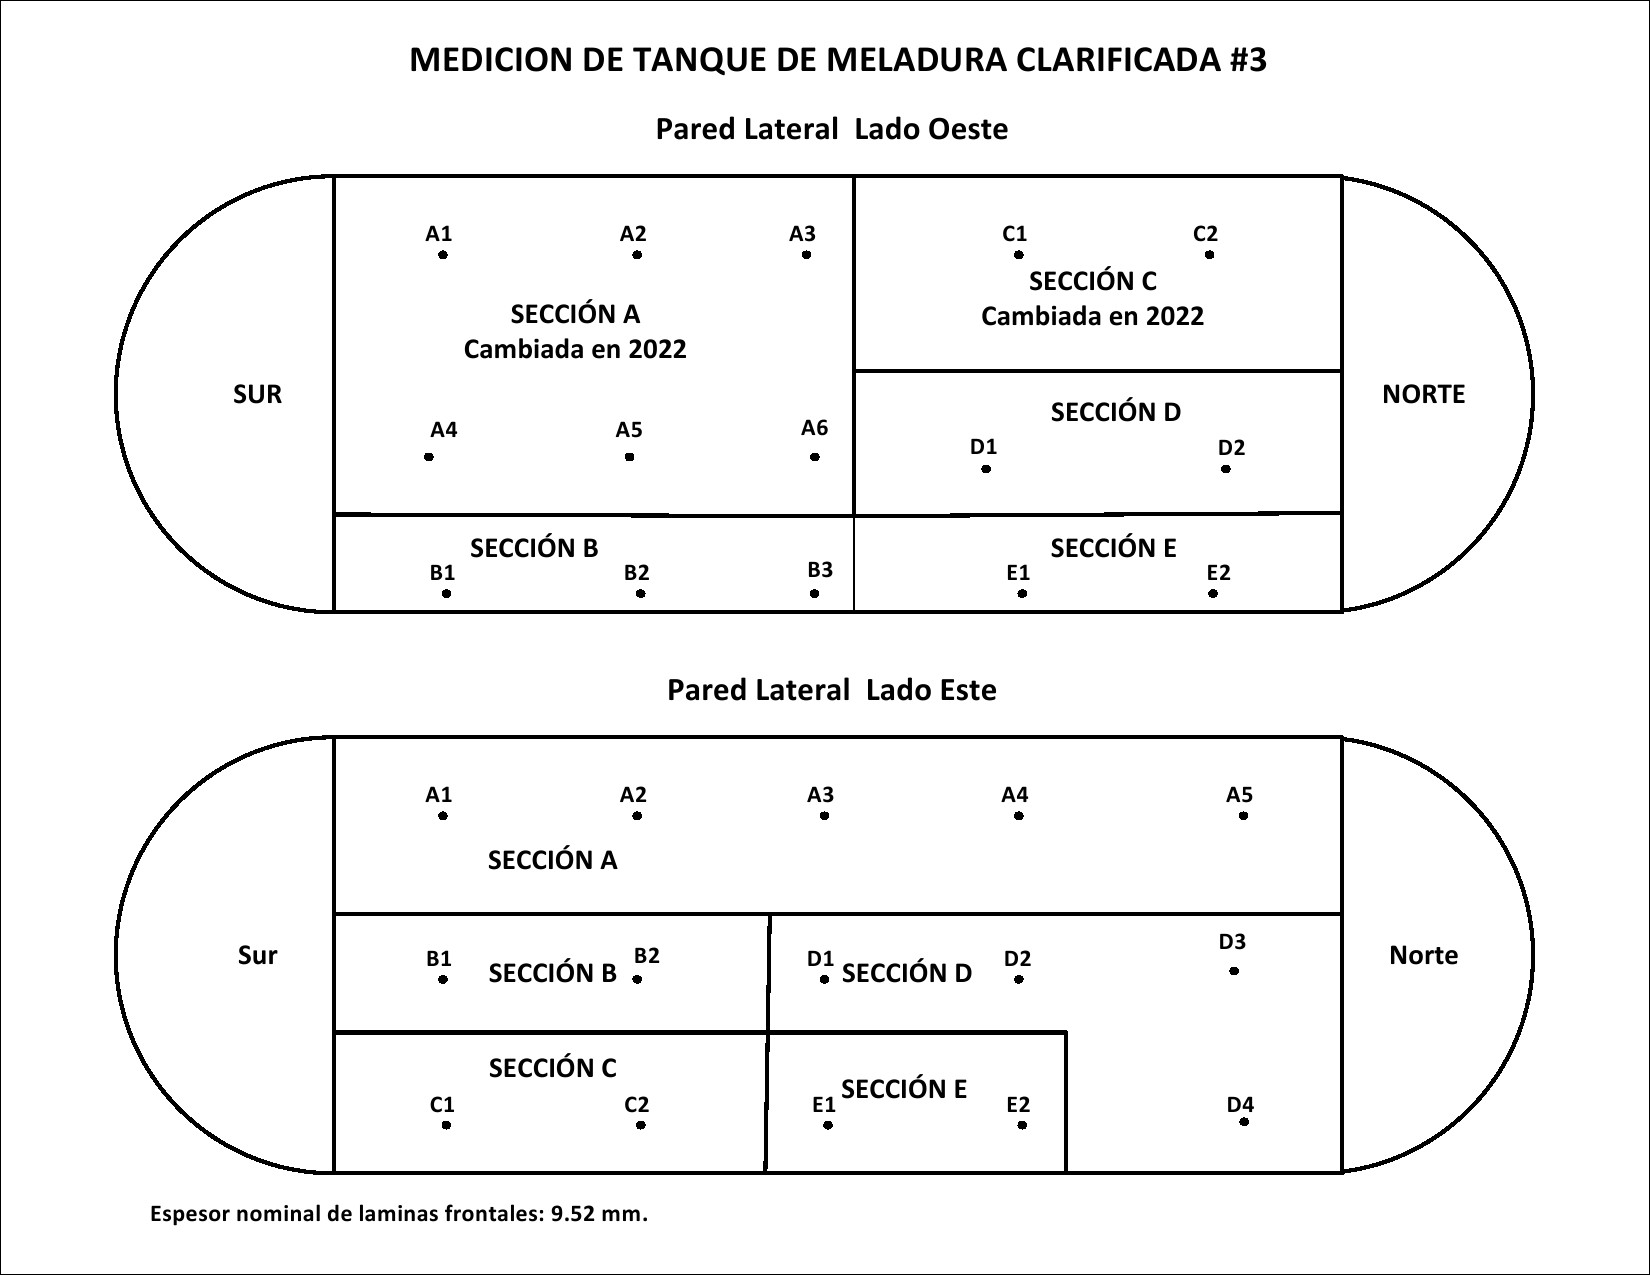 MEDICION DE TANQUE DE MELADURA CLARIFICADA #3
Pared Lateral Lado Oeste
A1 A2 A3 C1 C2
SECCIÓN C
Cambiada en 2022
SECCIÓN A
Cambiada en 2022
SUR
NORTE
SECCIÓN D
A4 A5 A6
D1 D2
SECCIÓN B
SECCIÓN E
B1 B2 B3 E1 E2
Pared Lateral Lado Este
A1 A2 A3 A4 A5
SECCIÓN A
Sur
Norte
B1 SECCIÓN B B2 D1 SECCIÓN D D2 D3
SECCIÓN C
SECCIÓN E
C1 C2 E1 E2 D4
Espesor nominal de laminas frontales: 9.52 mm.